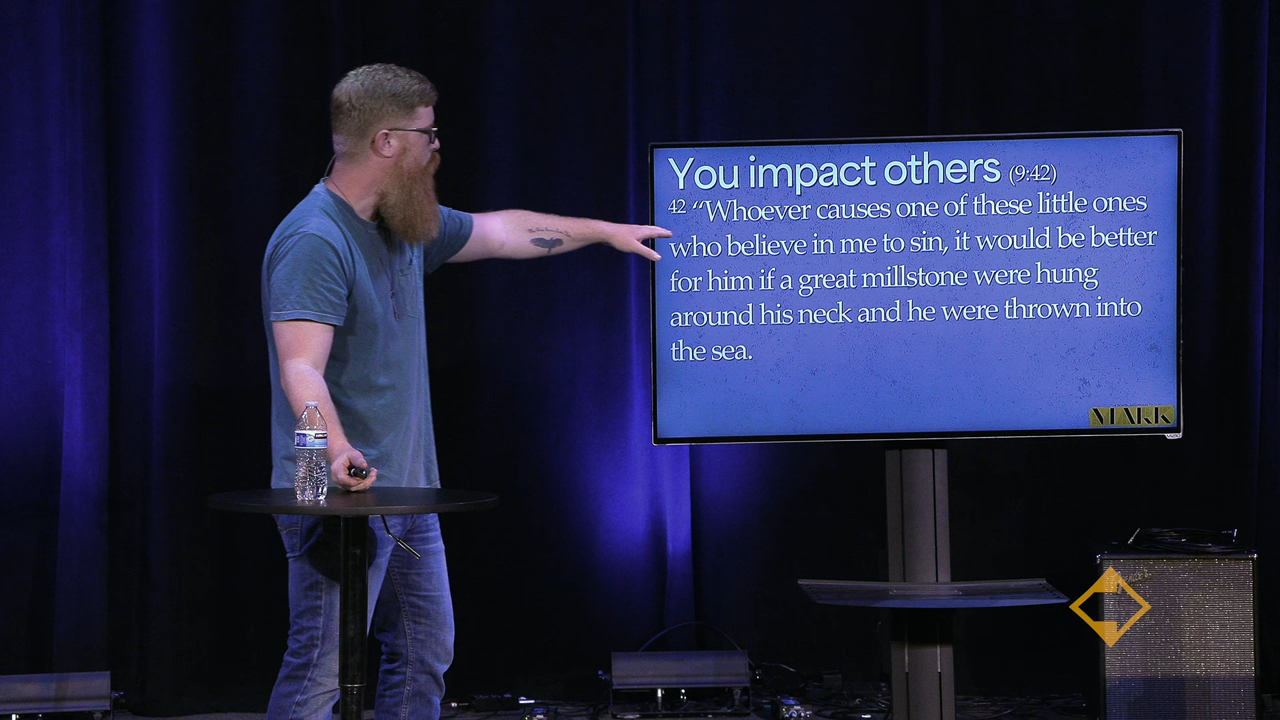 You impact others (9:42)
42 “Whoever causes one of these little ones
who believe in me to sin, it would be better
for him if a great millstone were hung
around his neck and he were thrown into
the sea.
MARK
VIZIO